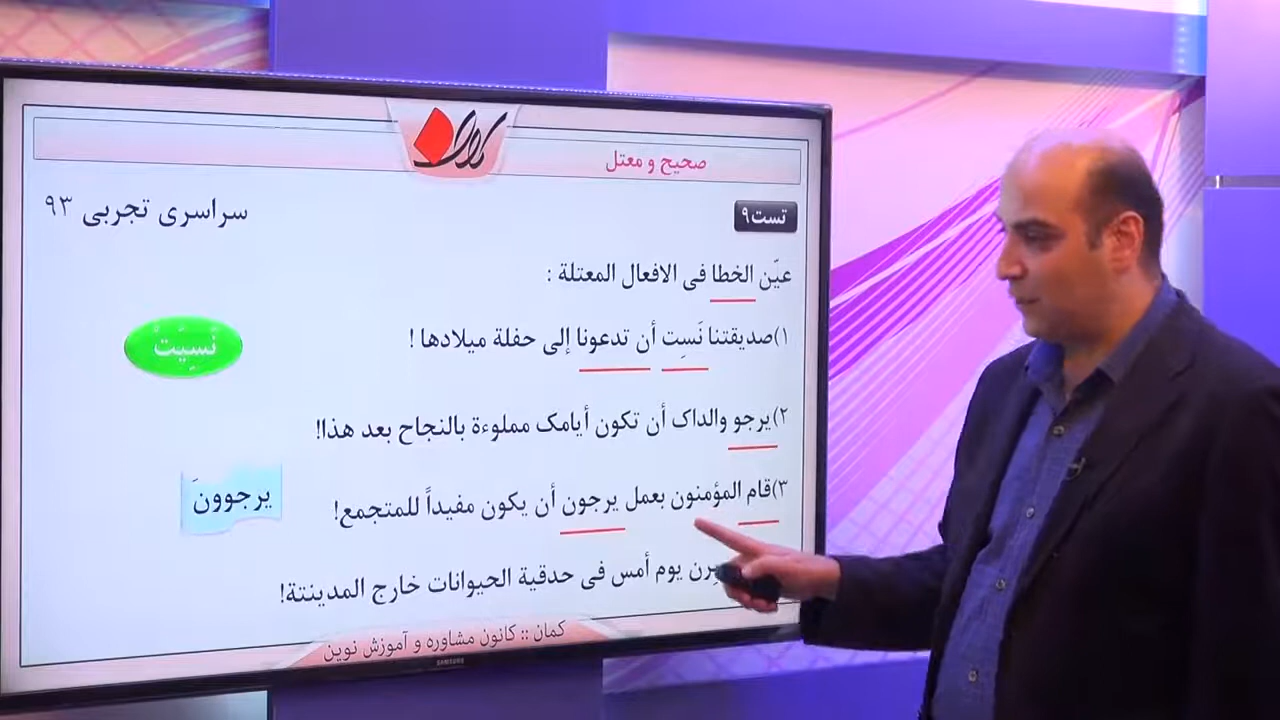 صحیح و معتل
تست۹
سراسری تجربی ۹۳
عیّن الخطا فی الافعال المعتلة :
۱)صدیقتنا نَسِت أن تدعونا إلی حفلة میلادها !
نَسیَت
۲)یرجو والداک أن تکون أیامک مملوءة بالنجاح بعد هذا!
۳)قام المؤمنون بعمل یرجون أن یکون مفیداً للمتجمع!
یرجوونَ
یوم أمس فی حدقیة الحیوانات خارج المدینتة!
کمان :: کانون مشاوره و آموزش نوین
SAMSUNG